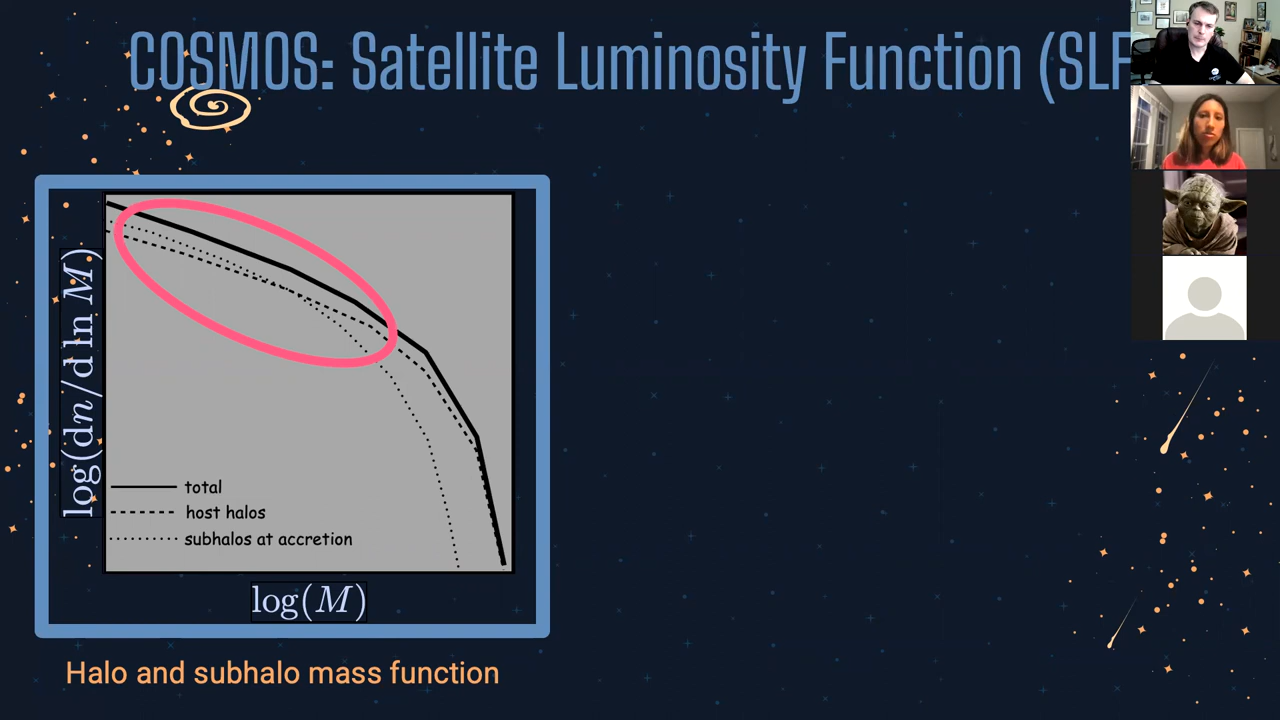 COSMOS: Satellite Luminosity Function (SLF
log(dn/d ln M)
total
host halos
subhalos at accretion
log(M)
Halo and subhalo mass function